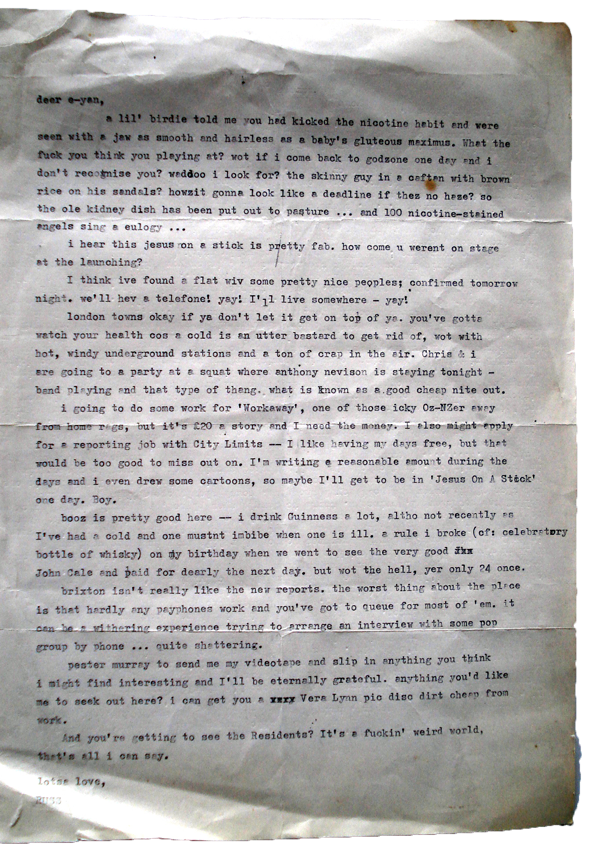 dear e-yan,
a lil' birdie told me you had kicked the nicotine habit and were
seen with a jaw as smooth and hairless as a baby's gluteous maximus. What the
fuck you think you playing at? wot if i come back to godzone one day and i
don't recognise you? waddoo i look for? the skinny guy in a caftan with brown
rice on his sandals? howzit gonna look like a deadline if thez no haze? so
the ole kidney dish has been put out to pasture ... and 100 nicotine-stained
angels sing a eulogy ...
i hear this jesus on a stick is pretty fab. how come u werent on stage
at the launching?
I think ive found a flat wiv some pretty nice peoples; confirmed tomorrow
night. we'll hev a telefone! yay! I'll live somewhere - yay!
london towns okay if ya don't let it get on top of ya. you've gotta
watch your health cos a cold is an utter bastard to get rid of, wot with
hot, windy underground stations and a ton of crap in the air. Chris & i
are going to a party at a squat where anthony nevison is staying tonight -
band playing and that type of thang. what is known as a good cheap nite out.
i going to do some work for 'Workaway', one of those icky Oz-NZer away
from home rags, but it's £20 a story and I need the money. I also might apply
for a reporting job with City Limits -- I like having my days free, but that
would be too good to miss out on. I'm writing a reasonable amount during the
days and i even drew some cartoons, so maybe I'll get to be in 'Jesus On A Stick'
one day. Boy.
booz is pretty good here -- i drink Guinness a lot, altho not recently as
I've had a cold and one mustnt imbibe when one is ill. a rule i broke (cf: celebratory
bottle of whisky) on my birthday when we went to see the very good xxx
John Cale and paid for dearly the next day. but wot the hell, yer only 24 once.
brixton isn't really like the new reports. the worst thing about the place
is that hardly any payphones work and you've got to queue for most of 'em. it
can be a withering experience trying to arrange an interview with some pop
group by phone ... quite shattering.
pester murray to send me my videotape and slip in anything you think
i might find interesting and I'll be eternally grateful. anything you'd like
me to seek out here? i can get you a xxxx Vera Lynn pic disc dirt cheap from
work.
And you're getting to see the Residents? It's a fuckin' weird world,
that's all i can say.
lotsa love,
RUSS